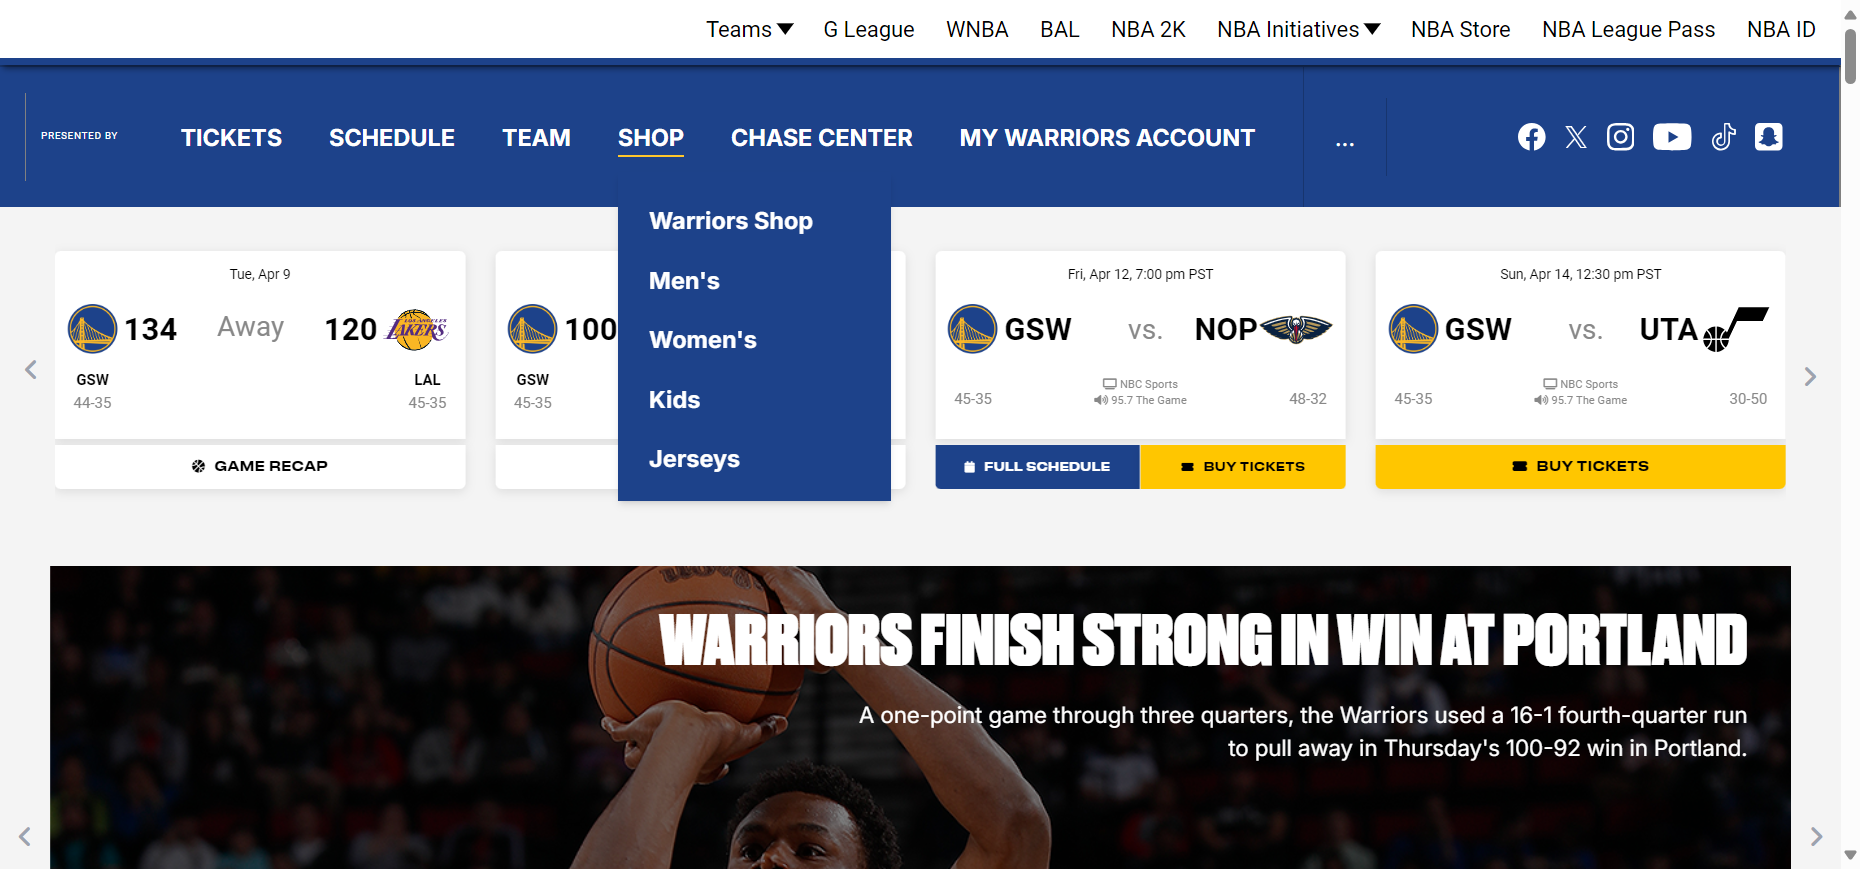 Teams G League WNBA BAL NBA 2K NBA Initiatives NBA Store NBA League Pass NBA ID
PRESENTED BY TICKETS SCHEDULE TEAM SHOP CHASE CENTER MY WARRIORS ACCOUNT ...
Warriors Shop
Men's
Women's
Kids
Jerseys
Tue, Apr 9
134 Away 120
LOS ANGELES
LAKERS
GSW LAL
44-35 45-35
GAME RECAP
100
GSW
45-35
Fri, Apr 12, 7:00 pm PST
GSW vs. NOP
NBC Sports
95.7 The Game
45-35 48-32
FULL SCHEDULE BUY TICKETS
Sun, Apr 14, 12:30 pm PST
GSW vs. UTA
NBC Sports
95.7 The Game
45-35 30-50
BUY TICKETS
WARRIORS FINISH STRONG IN WIN AT PORTLAND
A one-point game through three quarters, the Warriors used a 16-1 fourth-quarter run
to pull away in Thursday's 100-92 win in Portland.